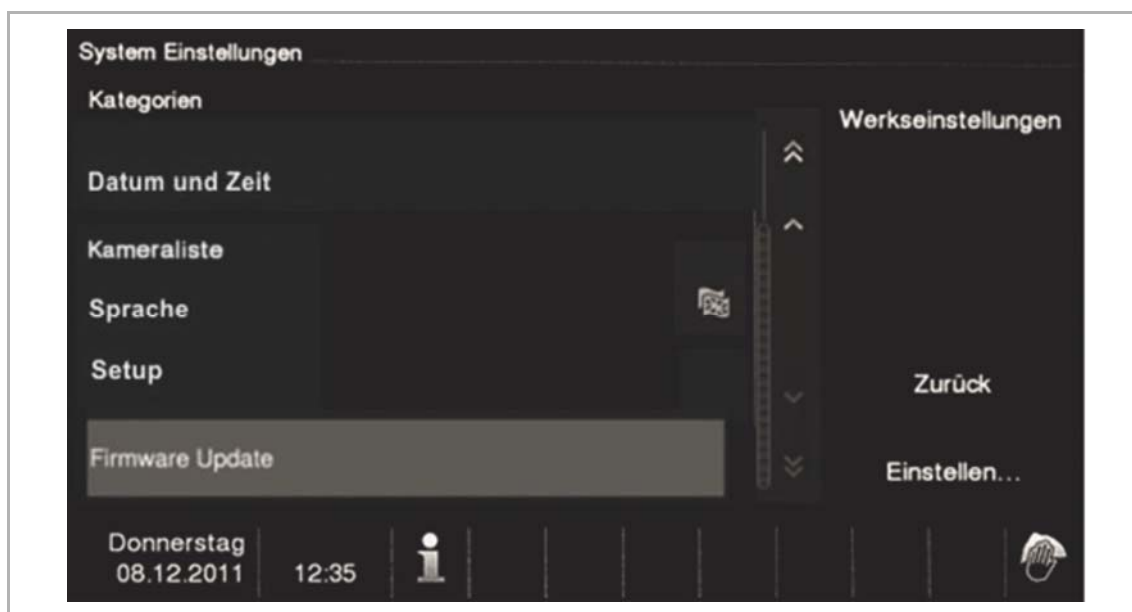 System Einstellungen
Kategorien
Werkseinstellungen
Datum und Zeit
Kameraliste
Sprache
Setup
Zurück
Firmware Update
Einstellen...
Donnerstag
08.12.2011
12:35
i